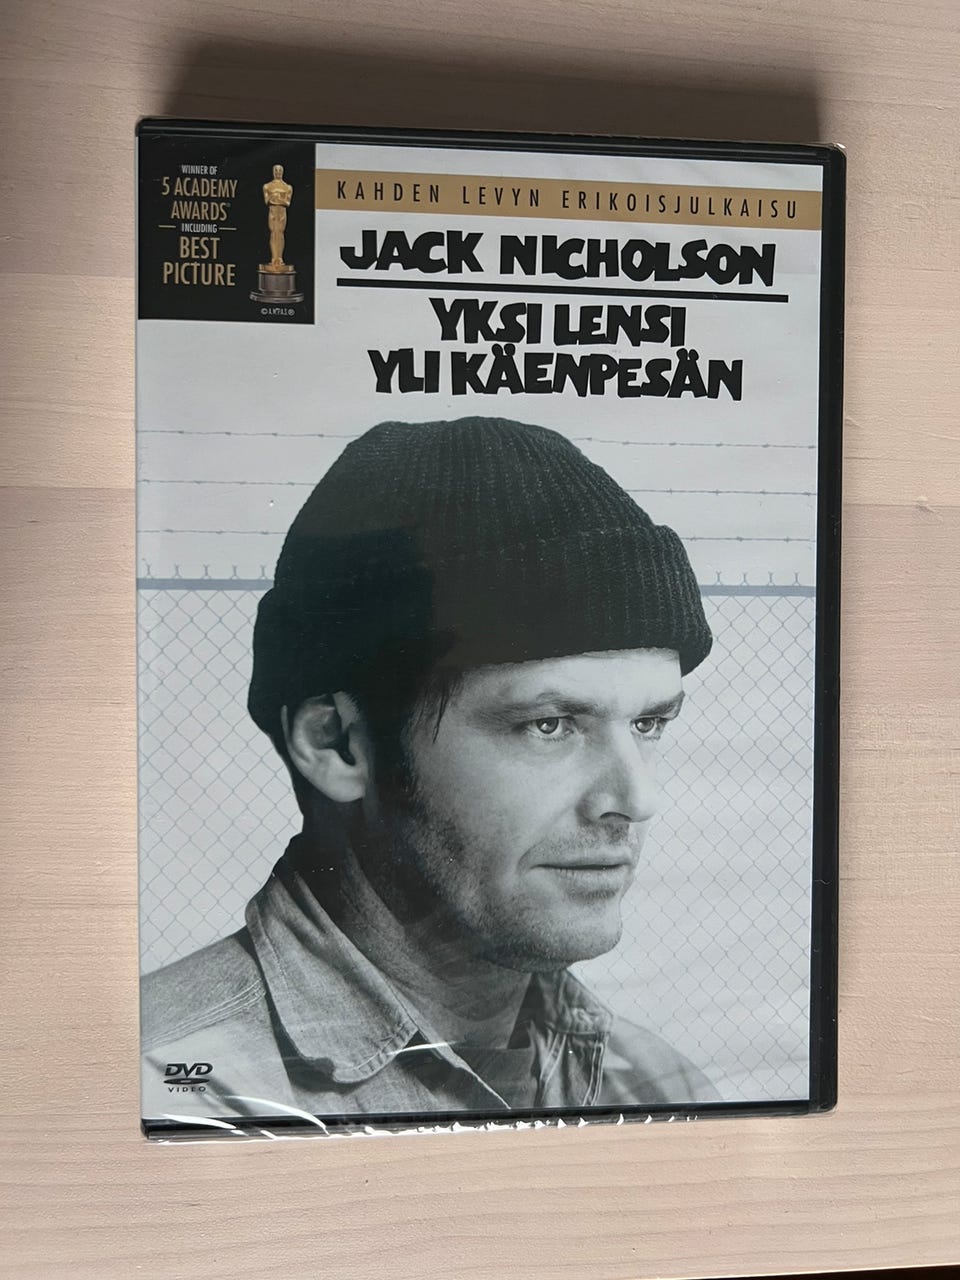 WINNER OF
5 ACADEMY
AWARDS®
INCLUDING
BEST
PICTURE
©A.M.P.A.S.®
KAHDEN LEVYN ERIKOISJULKAISU
JACK NICHOLSON
YKSI LENSI
YLI KÄENPESÄN
DVD
VIDEO